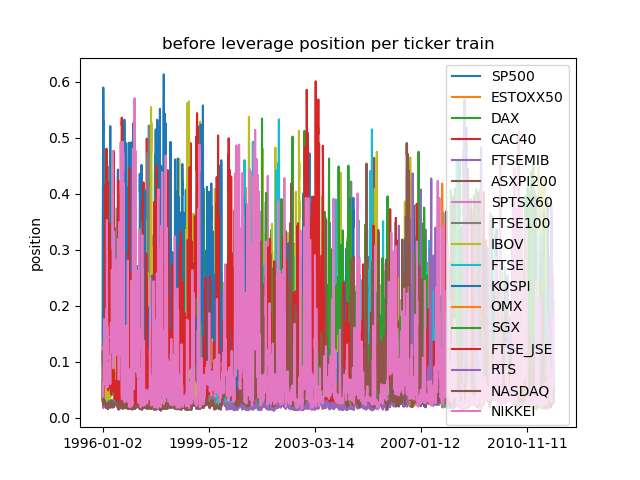 before leverage position per ticker train
position
0.6
0.5
0.4
0.3
0.2
0.1
0.0
1996-01-02
1999-05-12
2003-03-14
2007-01-12
2010-11-11
SP500
ESTOXX50
DAX
CAC40
FTSEMIB
ASXPI200
SPTSX60
FTSE100
IBOV
FTSE
KOSPI
OMX
SGX
FTSE_JSE
RTS
NASDAQ
NIKKEI